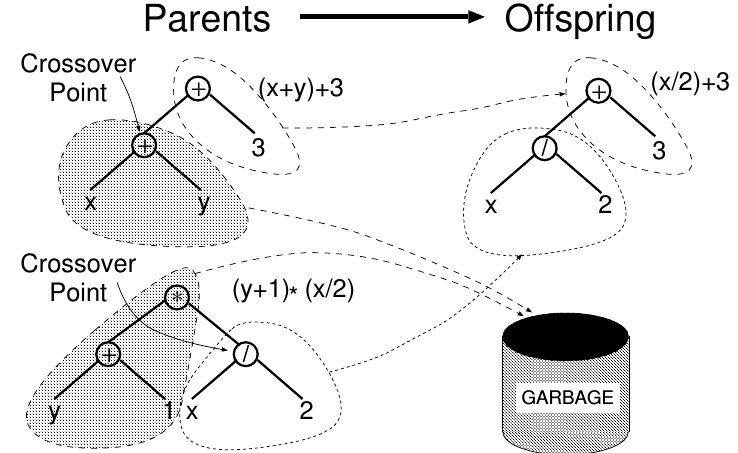 Parents
Offspring
Crossover
Point
+
(x+y)+3
+
3
x
y
+
(x/2)+3
/
3
x
2
Crossover
Point
*
(y+1)* (x/2)
+
/
y
1
x
2
GARBAGE